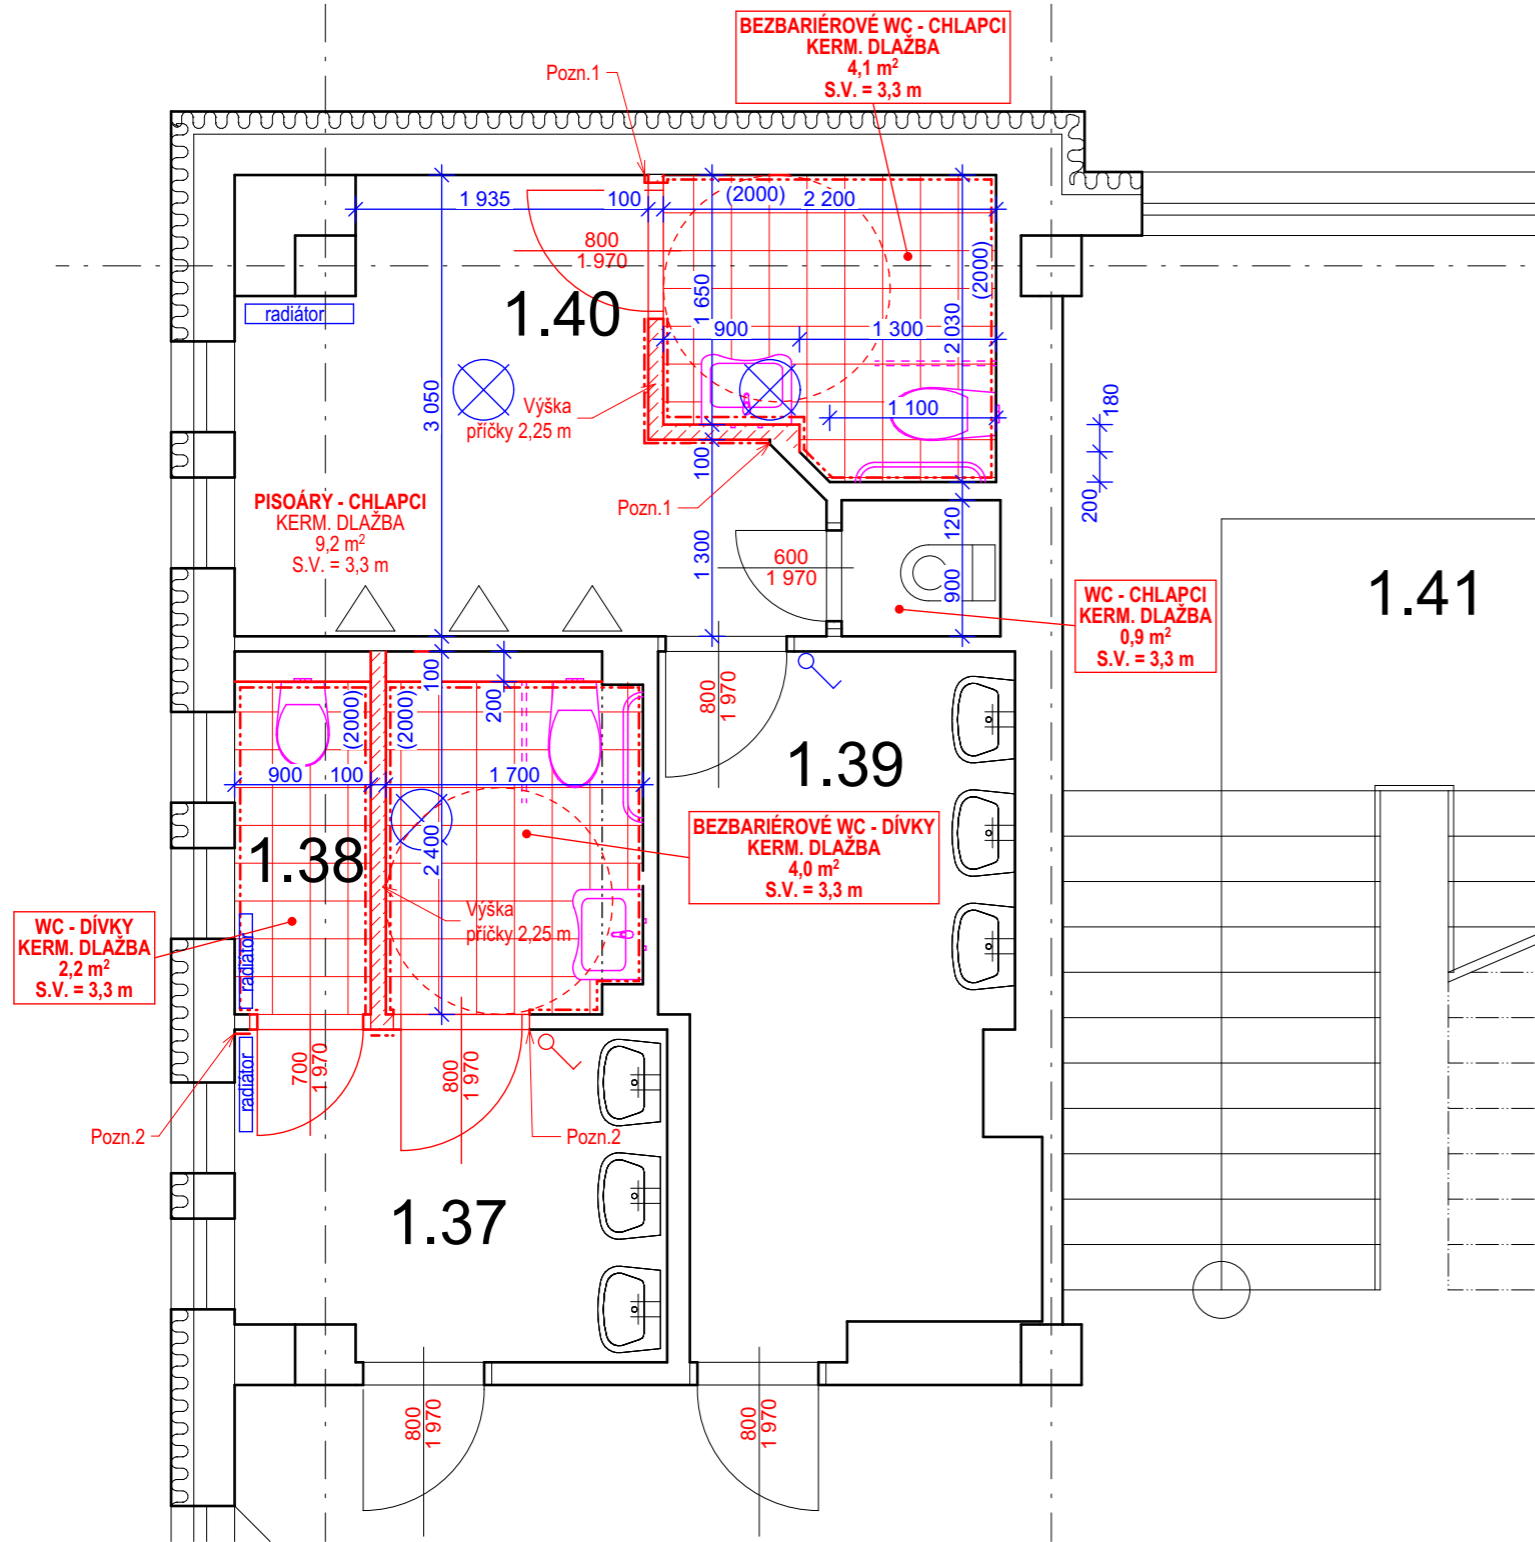 BEZBARIÉROVÉ WC - CHLAPCI
KERM. DLAŽBA
4,1 m²
S.V. = 3,3 m
Pozn.1
1 935
100
(2000)
2 200
800
1 970
1.40
radiátor
1 650
900
1 300
2 030
(2000)
3 050
Výška
příčky 2,25 m
1 100
180
200
100
PISOÁRY - CHLAPCI
KERM. DLAŽBA
9,2 m²
S.V. = 3,3 m
Pozn.1
1 300
600
1 970
120
900
WC - CHLAPCI
KERM. DLAŽBA
0,9 m²
S.V. = 3,3 m
1.41
100
200
(2000)
(2000)
800
1 970
1.39
900
100
1 700
2 400
1.38
BEZBARIÉROVÉ WC - DÍVKY
KERM. DLAŽBA
4,0 m²
S.V. = 3,3 m
Výška
příčky 2,25 m
WC - DÍVKY
KERM. DLAŽBA
2,2 m²
S.V. = 3,3 m
radiátor
radiátor
700
1 970
800
1 970
Pozn.2
Pozn.2
1.37
800
1 970
800
1 970